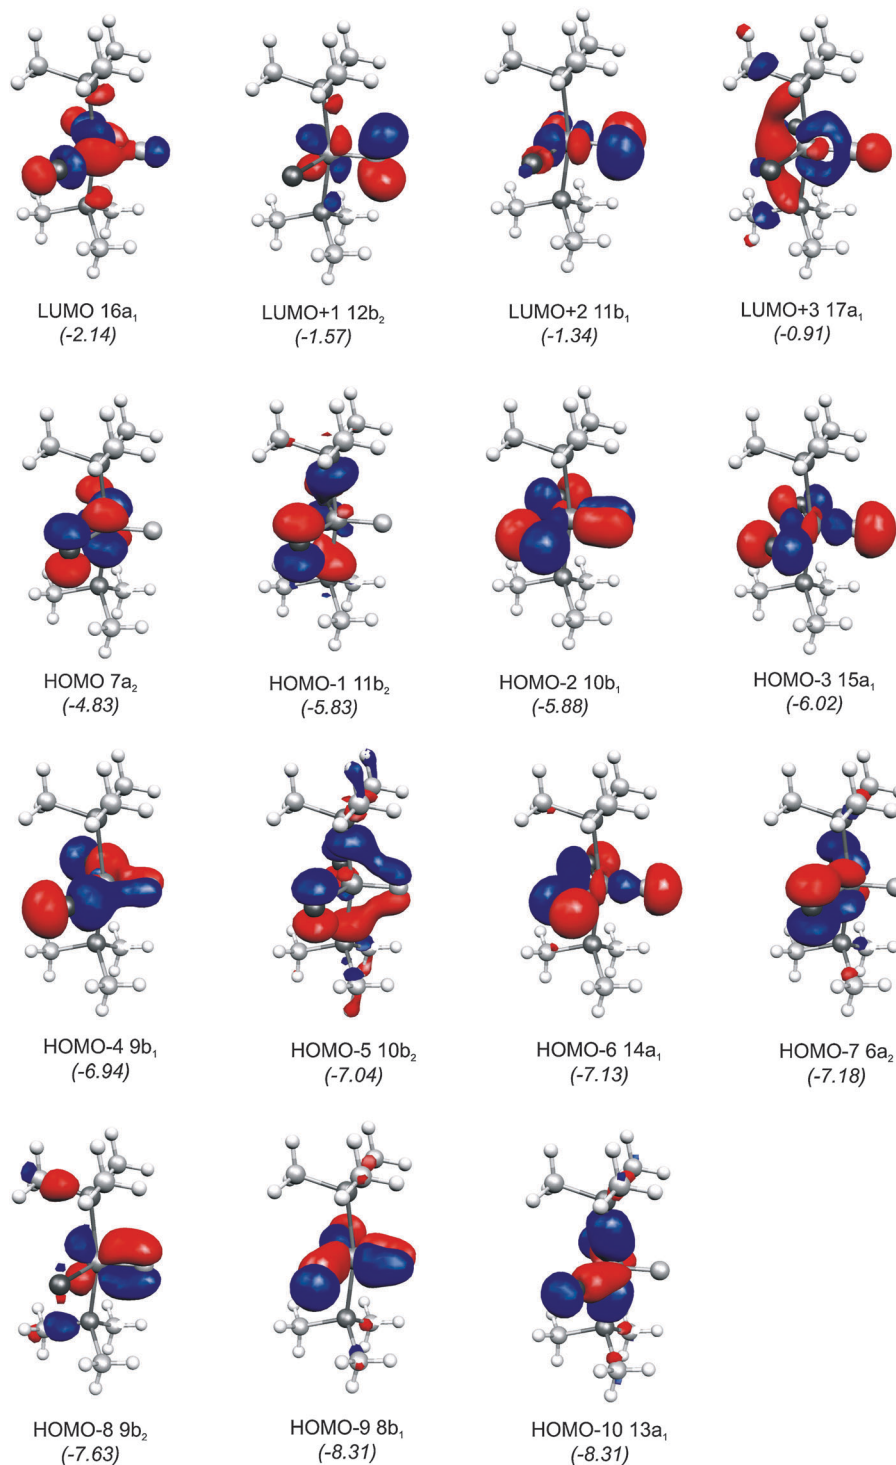 LUMO 16a₁ LUMO+1 12b₂ LUMO+2 11b₁ LUMO+3 17a₁
(-2.14) (-1.57) (-1.34) (-0.91)
HOMO 7a₂ HOMO-1 11b₂ HOMO-2 10b₁ HOMO-3 15a₁
(-4.83) (-5.83) (-5.88) (-6.02)
HOMO-4 9b₁ HOMO-5 10b₂ HOMO-6 14a₁ HOMO-7 6a₂
(-6.94) (-7.04) (-7.13) (-7.18)
HOMO-8 9b₂ HOMO-9 8b₁ HOMO-10 13a₁
(-7.63) (-8.31) (-8.31)